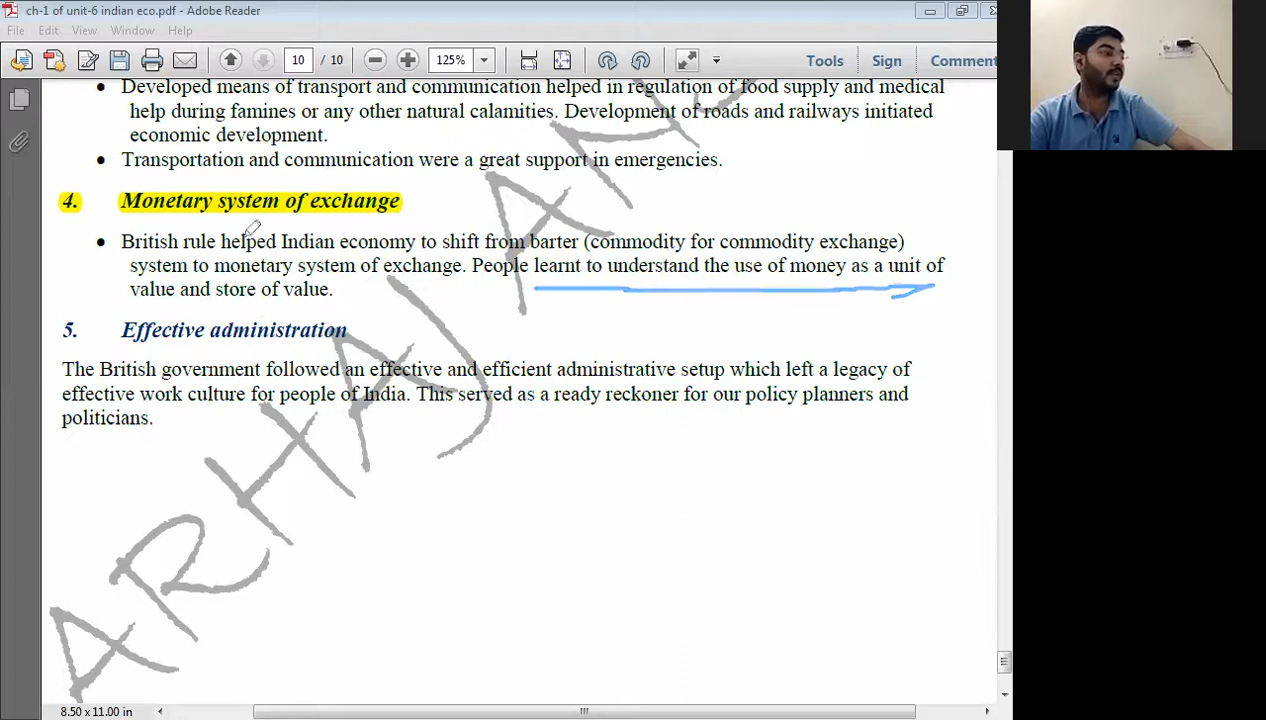 ch-1 of unit-6 indian eco.pdf - Adobe Reader
File Edit View Window Help
10 / 10 125% Tools Sign Comment
• Developed means of transport and communication helped in regulation of food supply and medical
help during famines or any other natural calamities. Development of roads and railways initiated
economic development.
• Transportation and communication were a great support in emergencies.
4. Monetary system of exchange
• British rule helped Indian economy to shift from barter (commodity for commodity exchange)
system to monetary system of exchange. People learnt to understand the use of money as a unit of
value and store of value.
5. Effective administration
The British government followed an effective and efficient administrative setup which left a legacy of
effective work culture for people of India. This served as a ready reckoner for our policy planners and
politicians.
ARHAJ
8.50 x 11.00 in